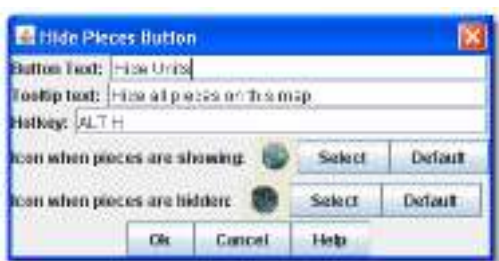 Hide Pieces Button
Button Text: Hide Units
Tooltip text: Hide all pieces on this map
Hotkey: ALT H
Icon when pieces are showing: Select Default
Icon when pieces are hidden: Select Default
Ok Cancel Help